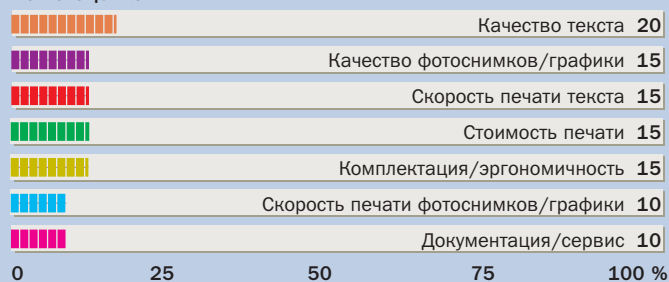 Качество текста 20
Качество фотоснимков/графики 15
Скорость печати текста 15
Стоимость печати 15
Комплектация/эргономичность 15
Скорость печати фотоснимков/графики 10
Документация/сервис 10
0 25 50 75 100 %